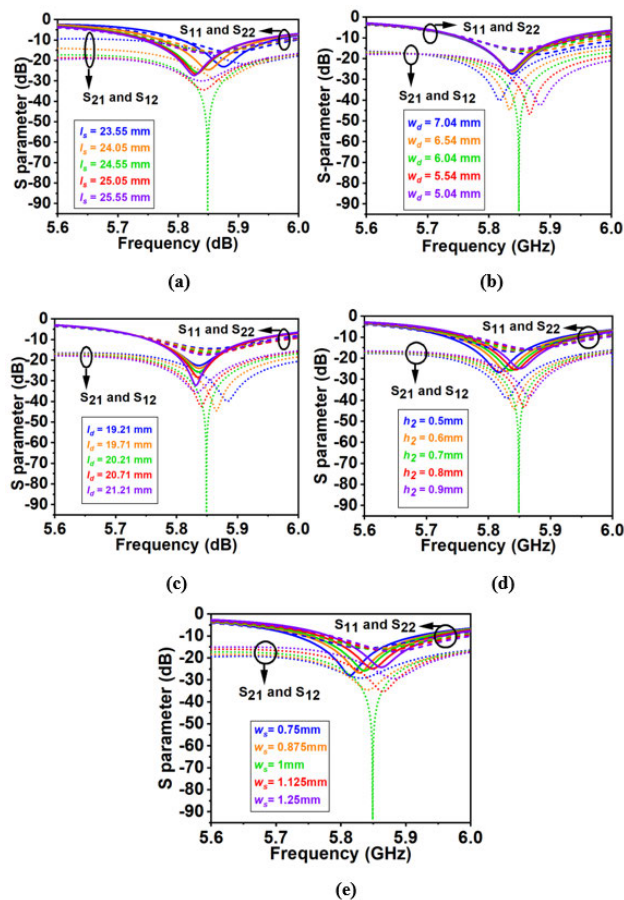 S parameter (dB)
0
-10
-20
-30
-40
-50
-60
-70
-80
-90
S11 and S22
S21 and S12
ls = 23.55 mm
ls = 24.05 mm
ls = 24.55 mm
ls = 25.05 mm
ls = 25.55 mm
5.6 5.7 5.8 5.9 6.0
Frequency (dB)
(a)
S-parameter (dB)
0
-10
-20
-30
-40
-50
-60
-70
-80
-90
S11 and S22
S21 and S12
wd = 7.04 mm
wd = 6.54 mm
wd = 6.04 mm
wd = 5.54 mm
wd = 5.04 mm
5.6 5.7 5.8 5.9 6.0
Frequency (GHz)
(b)
S parameter (dB)
0
-10
-20
-30
-40
-50
-60
-70
-80
-90
S11 and S22
S21 and S12
ld = 19.21 mm
ld = 19.71 mm
ld = 20.21 mm
ld = 20.71 mm
ld = 21.21 mm
5.6 5.7 5.8 5.9 6.0
Frequency (dB)
(c)
S parameter (dB)
0
-10
-20
-30
-40
-50
-60
-70
-80
-90
S11 and S22
S21 and S12
h2 = 0.5mm
h2 = 0.6mm
h2 = 0.7mm
h2 = 0.8mm
h2 = 0.9mm
5.6 5.7 5.8 5.9 6.0
Frequency (GHz)
(d)
S parameter (dB)
0
-10
-20
-30
-40
-50
-60
-70
-80
-90
S11 and S22
S21 and S12
ws = 0.75mm
ws = 0.875mm
ws = 1mm
ws = 1.125mm
ws = 1.25mm
5.6 5.7 5.8 5.9 6.0
Frequency (GHz)
(e)